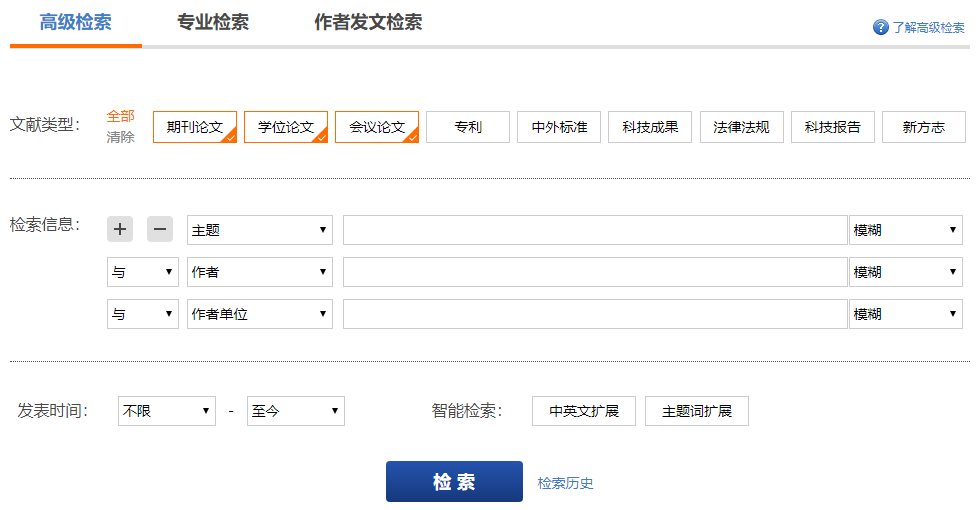 高级检索 专业检索 作者发文检索
? 了解高级检索
文献类型： 全部 清除 期刊论文 学位论文 会议论文 专利 中外标准 科技成果 法律法规 科技报告 新方志
检索信息： + − 主题 模糊
与 作者 模糊
与 作者单位 模糊
发表时间： 不限 - 至今 智能检索： 中英文扩展 主题词扩展
检索 检索历史